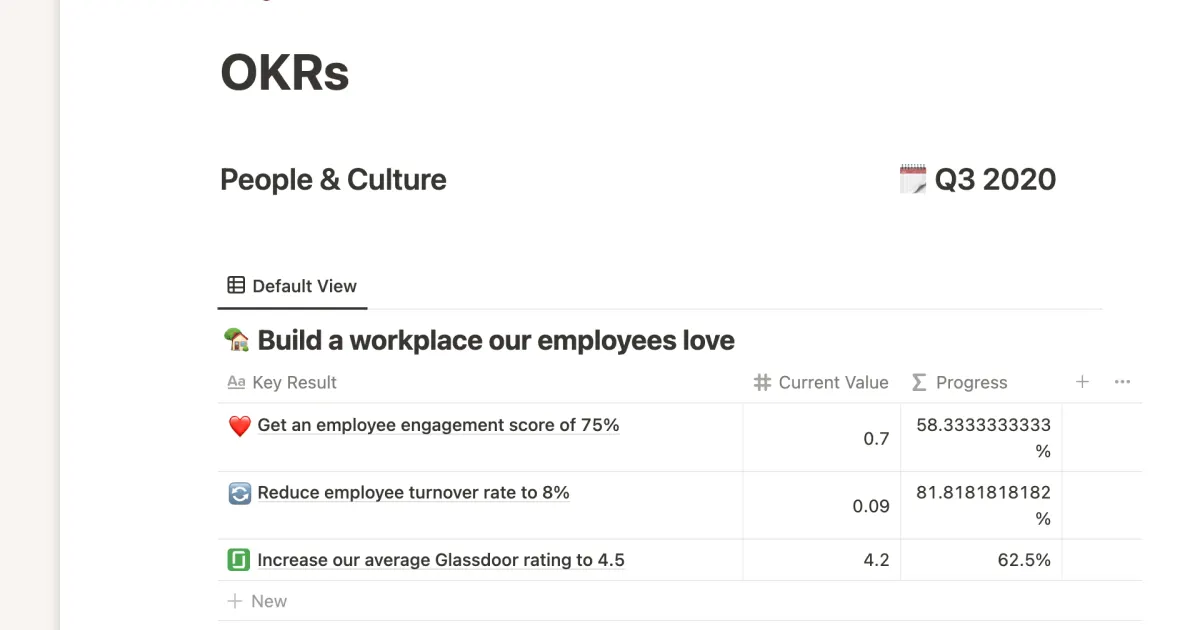 OKRs
People & Culture
Q3 2020
Default View
Build a workplace our employees love
Aa Key Result
# Current Value
Σ Progress
+
...
Get an employee engagement score of 75%
0.7
58.3333333333
%
Reduce employee turnover rate to 8%
0.09
81.8181818182
%
Increase our average Glassdoor rating to 4.5
4.2
62.5%
+ New